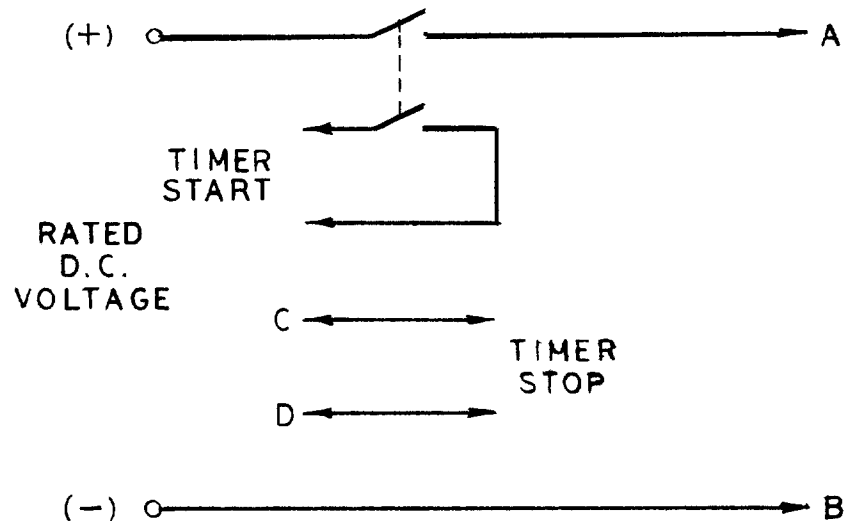 (+)
A
TIMER
START
RATED
D.C.
VOLTAGE
C
TIMER
STOP
D
(-)
B